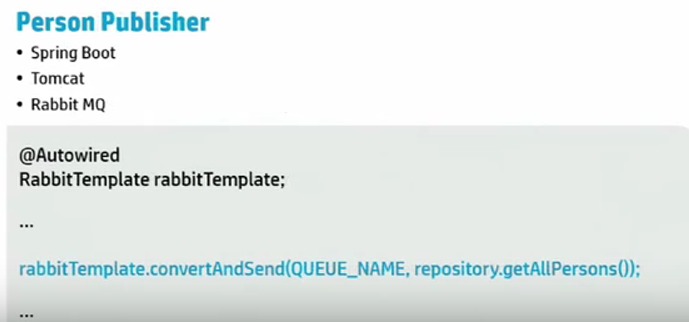 Person Publisher
• Spring Boot
• Tomcat
• Rabbit MQ
@Autowired
RabbitTemplate rabbitTemplate;
...
rabbitTemplate.convertAndSend(QUEUE_NAME, repository.getAllPersons());
...